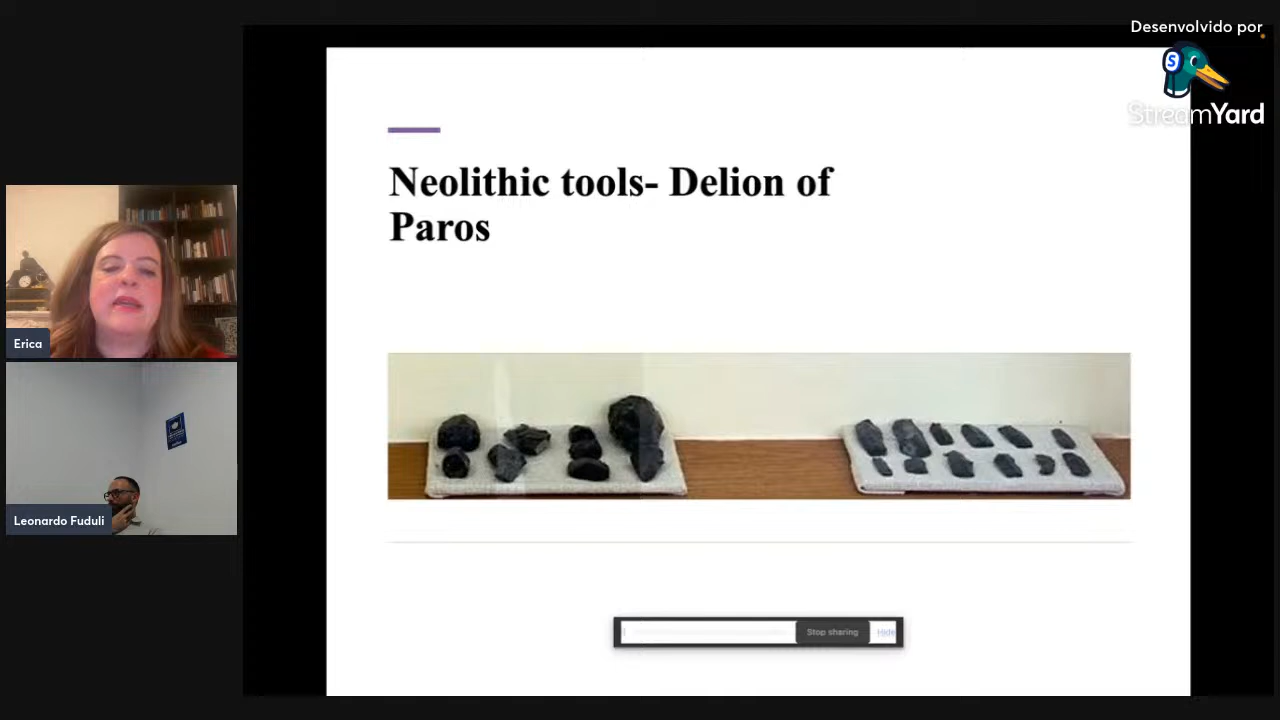 Desenvolvido por
StreamYard
Neolithic tools- Delion of
Paros
Erica
Leonardo Fuduli
Stop sharing
Hide